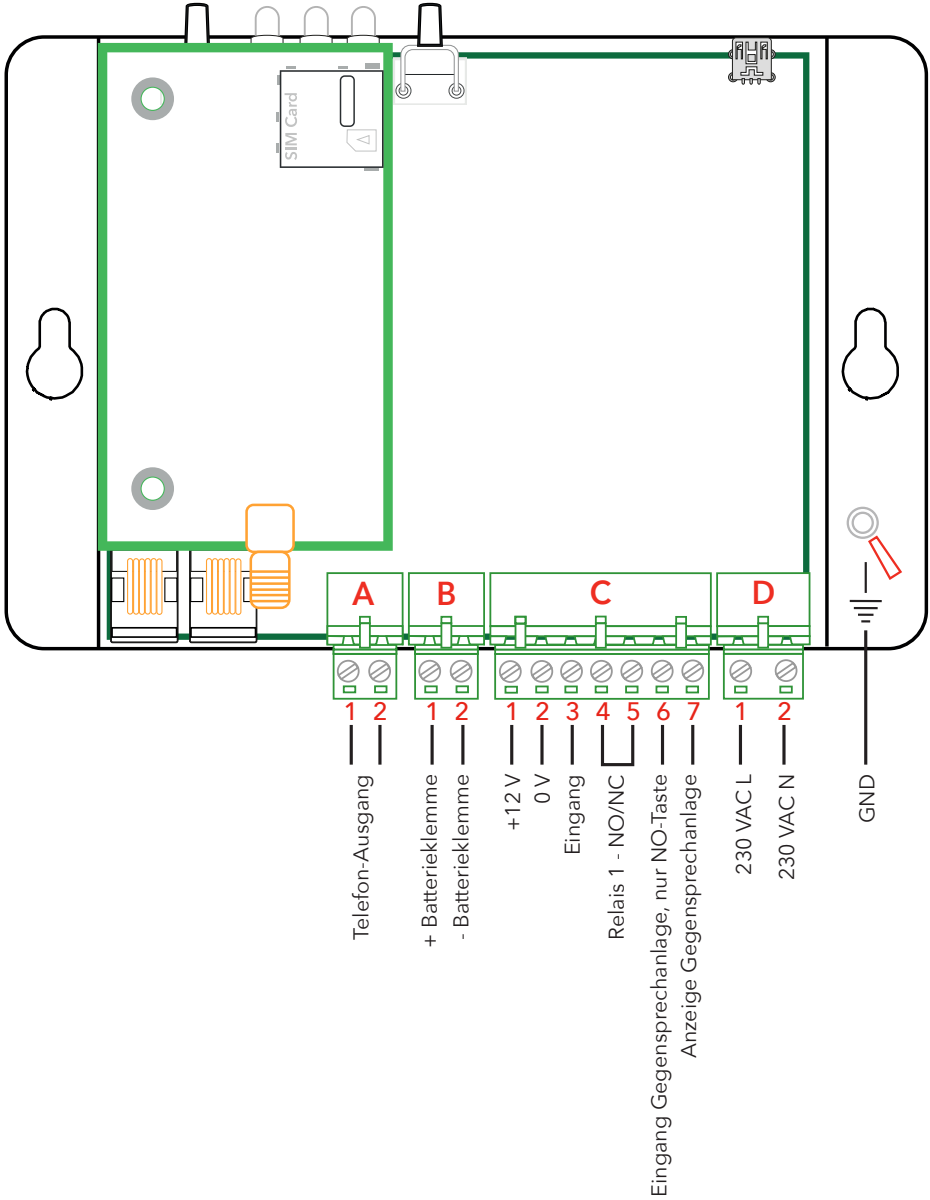 SIM Card
A
B
C
D
1 2
1 2
1 2 3 4 5 6 7
1 2
Telefon-Ausgang
+ Batterieklemme
- Batterieklemme
+12 V
0 V
Eingang
Relais 1 - NO/NC
Eingang Gegensprechanlage, nur NO-Taste
Anzeige Gegensprechanlage
230 VAC L
230 VAC N
GND